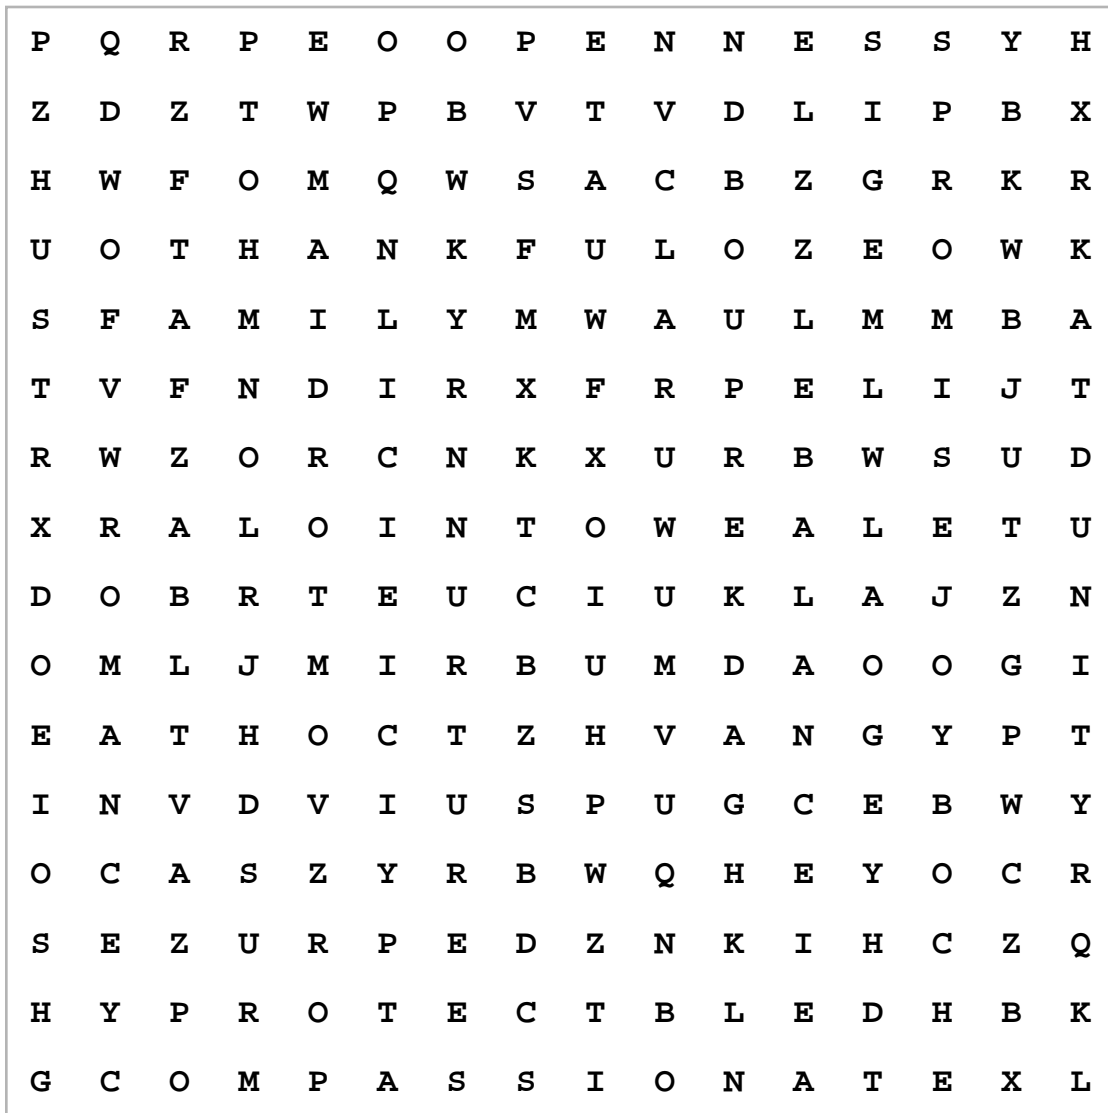 P Q R P E O O P E N N E S S Y H
Z D Z T W P B V T V D L I P B X
H W F O M Q W S A C B Z G R K R
U O T H A N K F U L O Z E O W K
S F A M I L Y M W A U L M M B A
T V F N D I R X F R P E L I J T
R W Z O R C N K X U R B W S U D
X R A L O I N T O W E A L E T U
D O B R T E U C I U K L A J Z N
O M L J M I R B U M D A O O G I
E A T H O C T Z H V A N G Y P T
I N V D V I U S P U G C E B W Y
O C A S Z Y R B W Q H E Y O C R
S E Z U R P E D Z N K I H C Z Q
H Y P R O T E C T B L E D H B K
G C O M P A S S I O N A T E X L